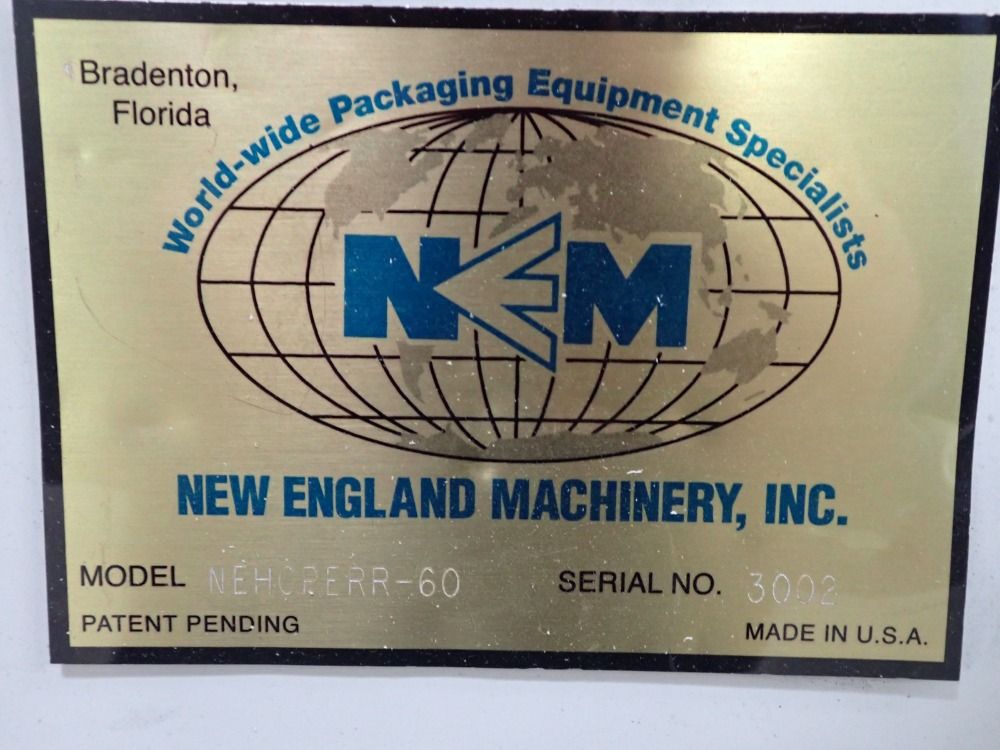 Bradenton,
Florida
World-wide Packaging Equipment Specialists
NEM
NEW ENGLAND MACHINERY, INC.
MODEL NEHCPERR-60 SERIAL NO. 3002
PATENT PENDING MADE IN U.S.A.